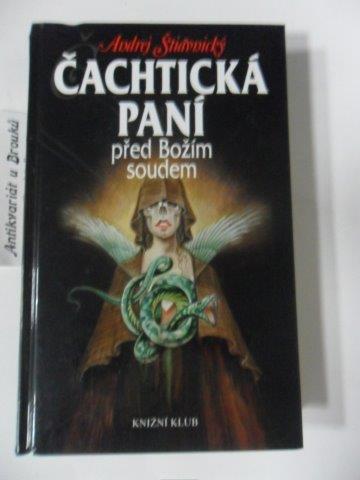 Andrej Štiavnický
ČACHTICKÁ
PANÍ
před Božím
soudem
KNIŽNÍ KLUB
Antikvariát u Brouků